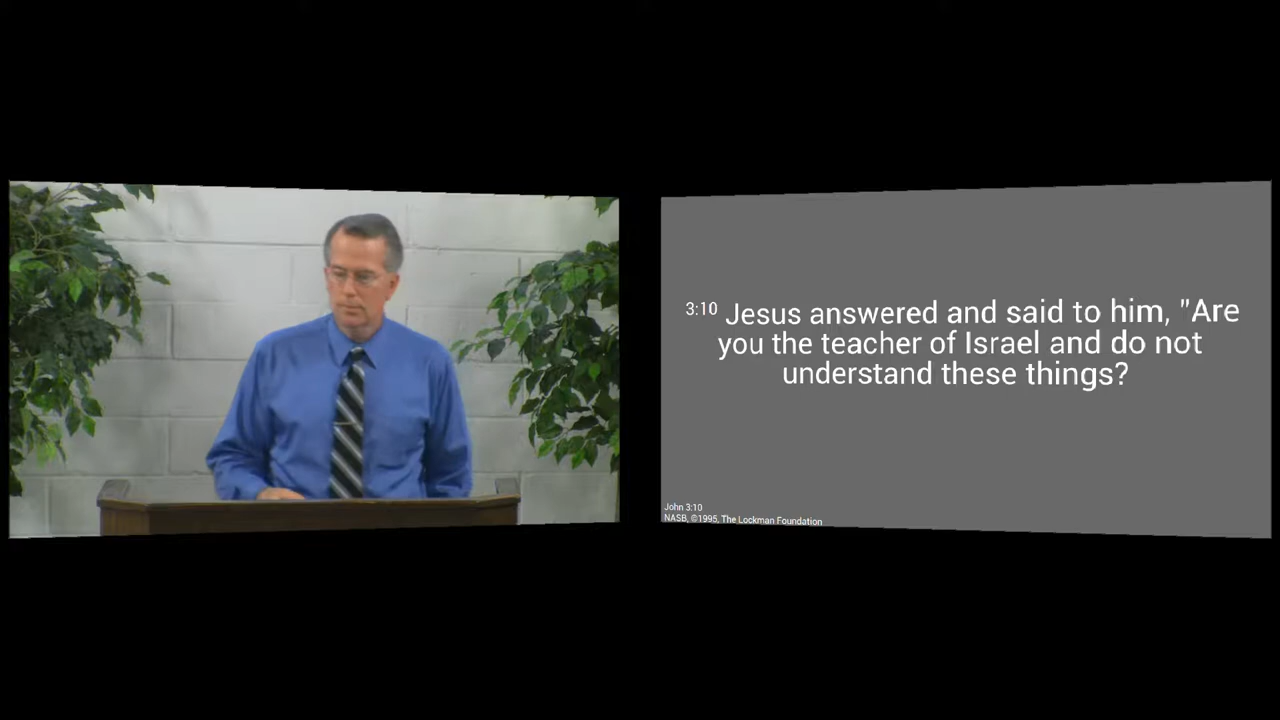 3:10 Jesus answered and said to him, "Are
you the teacher of Israel and do not
understand these things?
John 3:10
NASB, ©1995, The Lockman Foundation